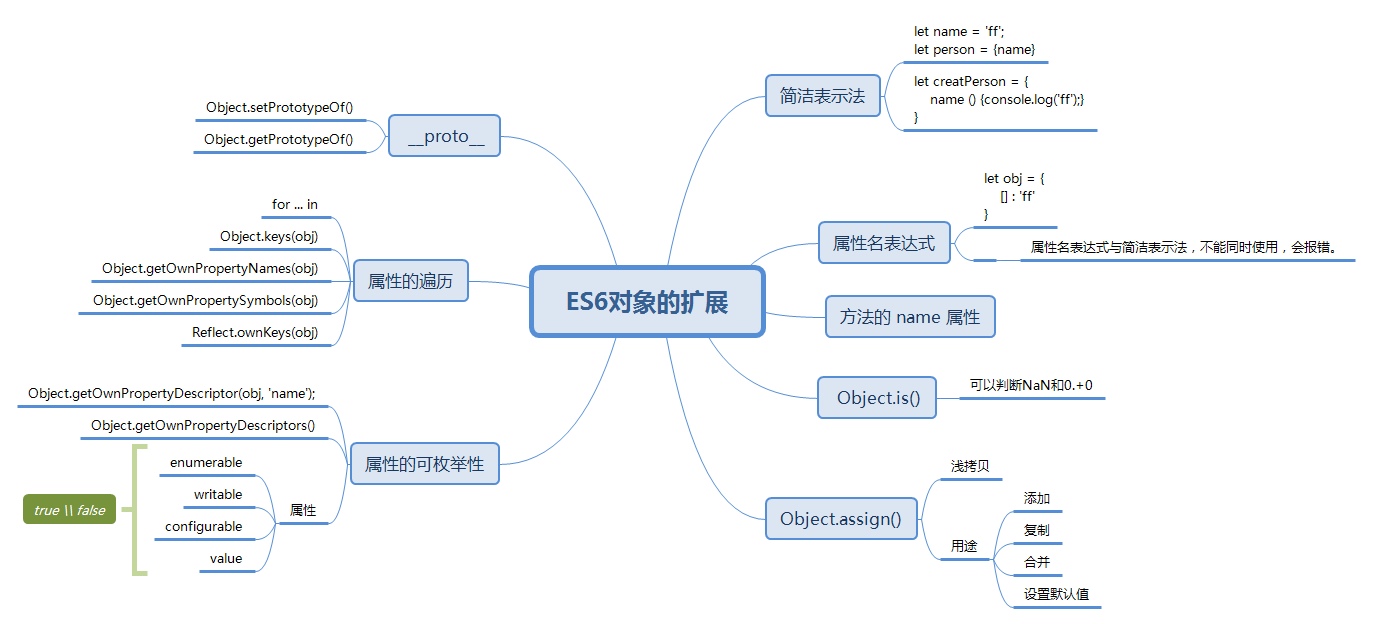 ES6对象的扩展
简洁表示法
let name = 'ff';
let person = {name}
let creatPerson = {
name () {console.log('ff');}
}
属性名表达式
let obj = {
[] : 'ff'
}
属性名表达式与简洁表示法，不能同时使用，会报错。
方法的 name 属性
Object.is()
可以判断NaN和0.+0
Object.assign()
浅拷贝
用途
添加
复制
合并
设置默认值
__proto__
Object.setPrototypeOf()
Object.getPrototypeOf()
属性的遍历
for ... in
Object.keys(obj)
Object.getOwnPropertyNames(obj)
Object.getOwnPropertySymbols(obj)
Reflect.ownKeys(obj)
属性的可枚举性
Object.getOwnPropertyDescriptor(obj, 'name');
Object.getOwnPropertyDescriptors()
属性
enumerable
writable
configurable
value
true \\ false